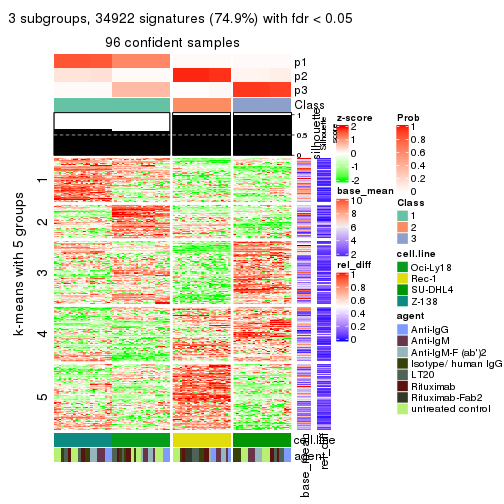 3 subgroups, 34922 signatures (74.9%) with fdr < 0.05
96 confident samples
p1
p2
p3
Class
1
0.5
0
silhouette
k-means with 5 groups
1
2
3
4
5
cell.line
agent
base_mean
rel_diff
z-score
2
1
0
-1
-2
base_mean
10
8
6
4
2
rel_diff
1
0.8
0.6
0.4
0.2
0
Prob
1
0.8
0.6
0.4
0.2
0
Class
1
2
3
cell.line
Oci-Ly18
Rec-1
SU-DHL4
Z-138
agent
Anti-IgG
Anti-IgM
Anti-IgM-F (ab')2
Isotype/ human IgG
LT20
Rituximab
Rituximab-Fab2
untreated control